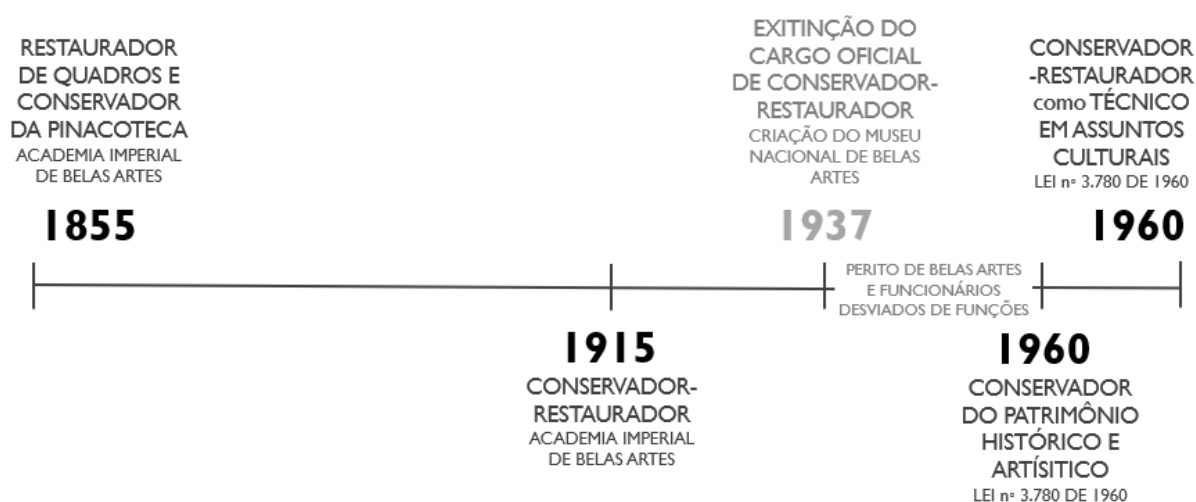 RESTAURADOR
DE QUADROS E
CONSERVADOR
DA PINACOTECA
ACADEMIA IMPERIAL
DE BELAS ARTES
1855
EXITINÇÃO DO
CARGO OFICIAL
DE CONSERVADOR-
RESTAURADOR
CRIAÇÃO DO MUSEU
NACIONAL DE BELAS
ARTES
1937
CONSERVADOR
-RESTAURADOR
como TÉCNICO
EM ASSUNTOS
CULTURAIS
LEI nº 3.780 DE 1960
1960
PERITO DE BELAS ARTES
E FUNCIONÁRIOS
DESVIADOS DE FUNÇÕES
1915
CONSERVADOR-
RESTAURADOR
ACADEMIA IMPERIAL
DE BELAS ARTES
1960
CONSERVADOR
DO PATRIMÔNIO
HISTÓRICO E
ARTÍSITICO
LEI nº 3.780 DE 1960